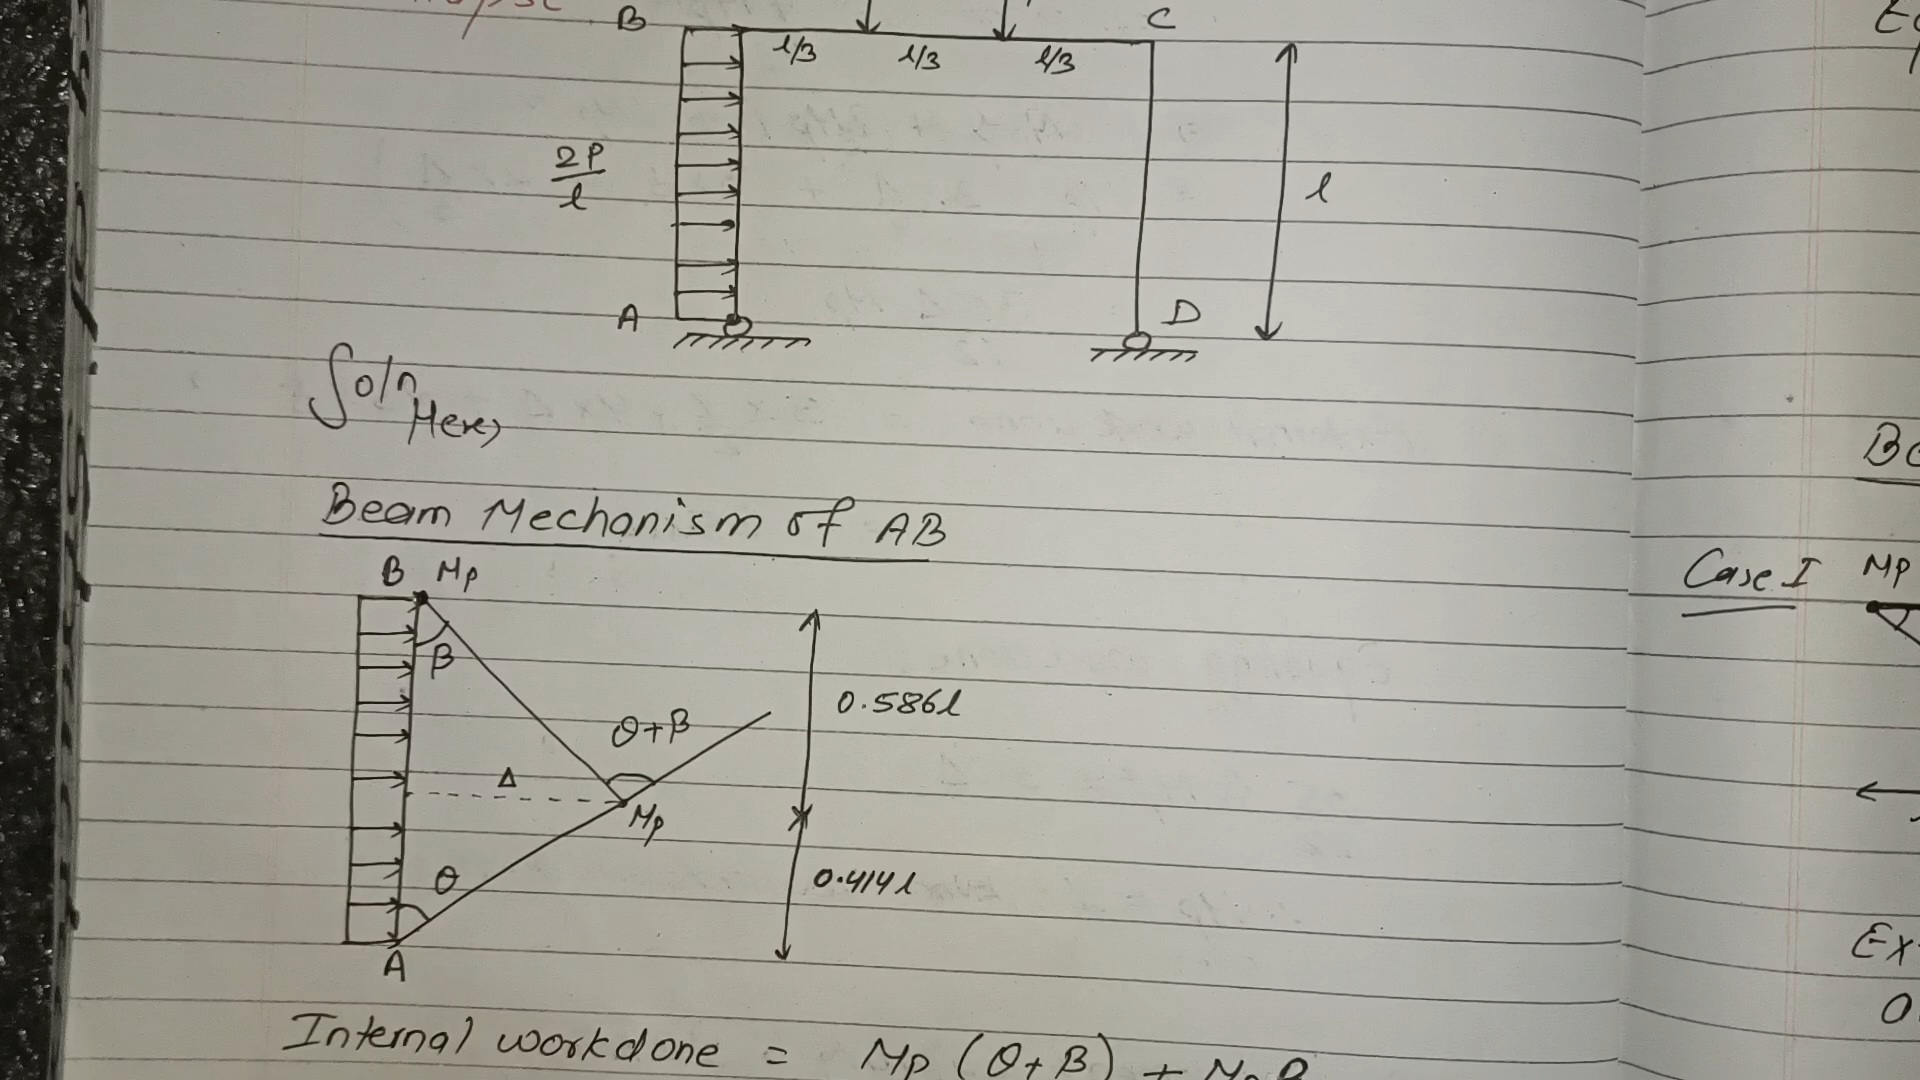 B
C
l/3 l/3 l/3
2P/l
l
A
D
Soln
Here,
Beam Mechanism of AB
B Mp
β
θ+β
0.586l
Δ
Mp
θ
0.414l
A
Internal workdone = Mp (θ+β) +
Case I Mp